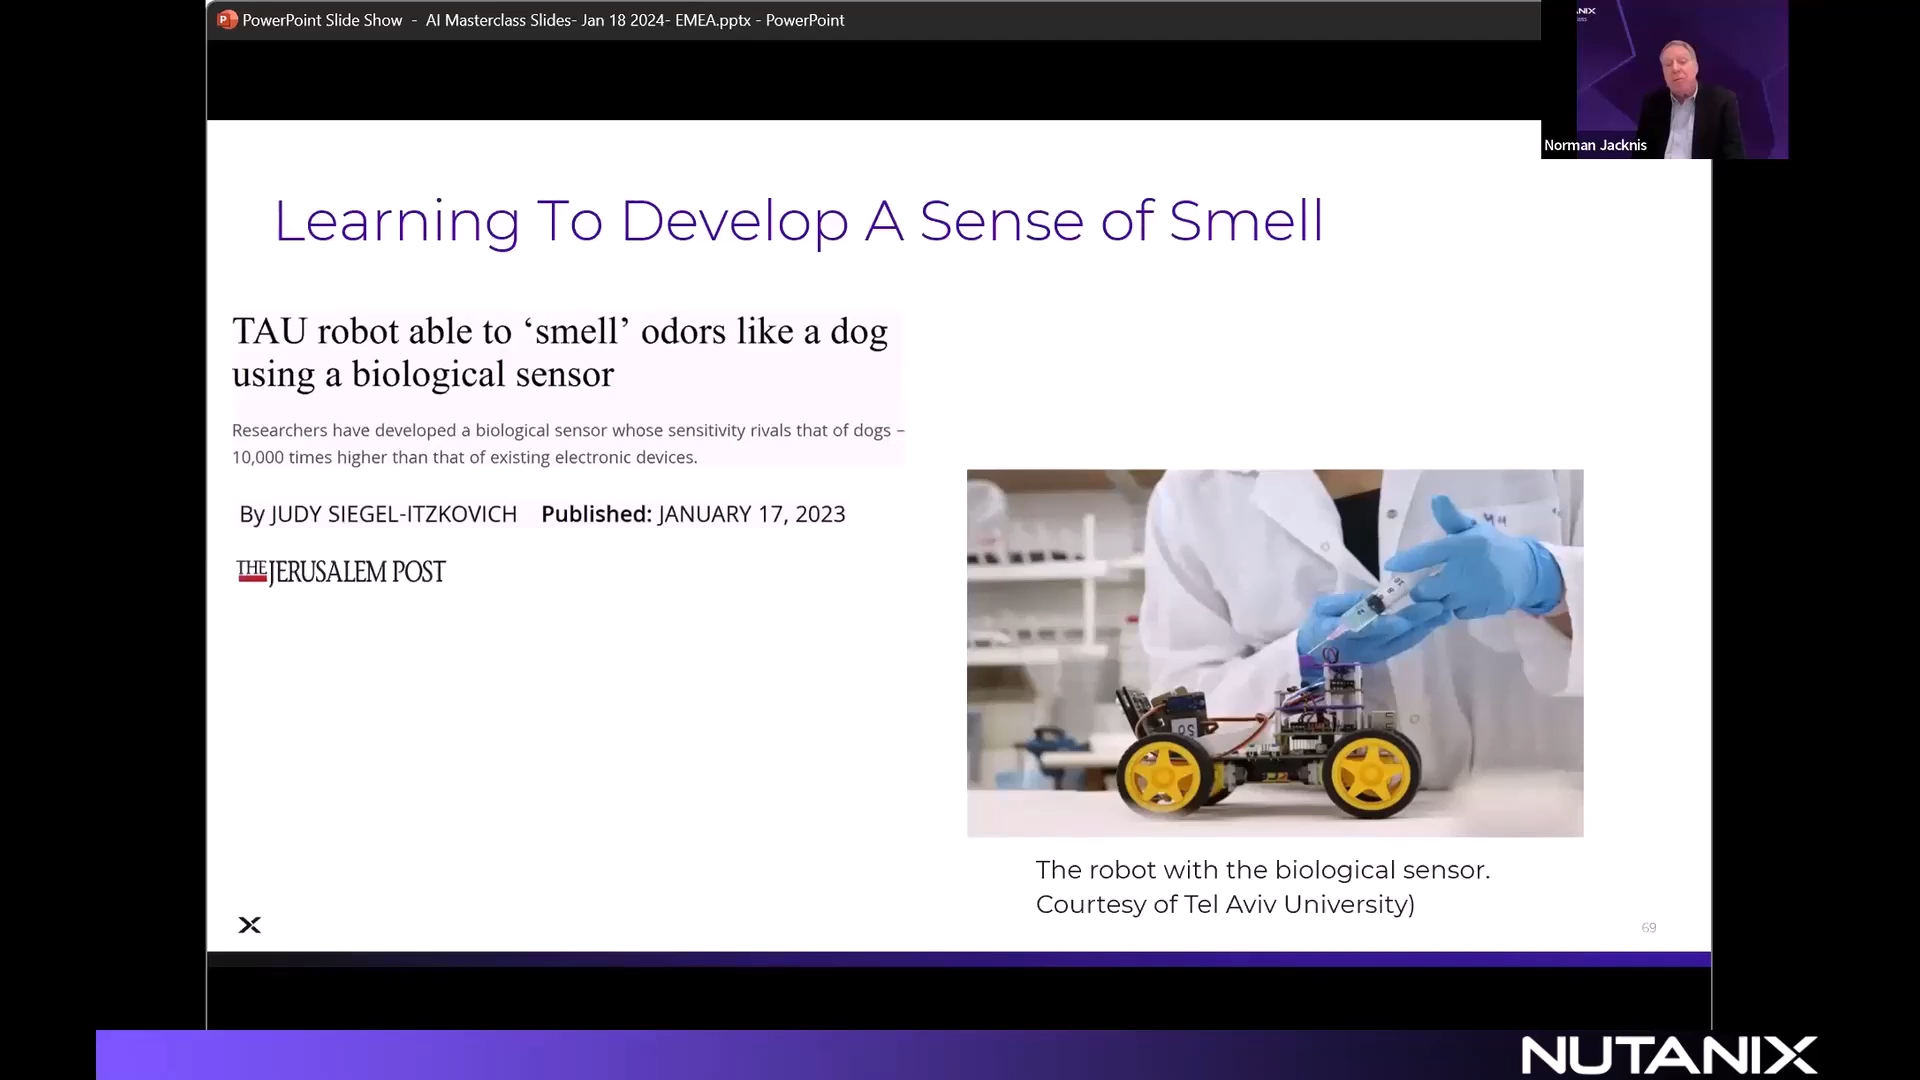 PowerPoint Slide Show - AI Masterclass Slides- Jan 18 2024- EMEA.pptx - PowerPoint
Norman Jacknis
Learning To Develop A Sense of Smell
TAU robot able to ‘smell’ odors like a dog
using a biological sensor
Researchers have developed a biological sensor whose sensitivity rivals that of dogs –
10,000 times higher than that of existing electronic devices.
By JUDY SIEGEL-ITZKOVICH Published: JANUARY 17, 2023
THE JERUSALEM POST
The robot with the biological sensor.
Courtesy of Tel Aviv University)
69
NUTANIX